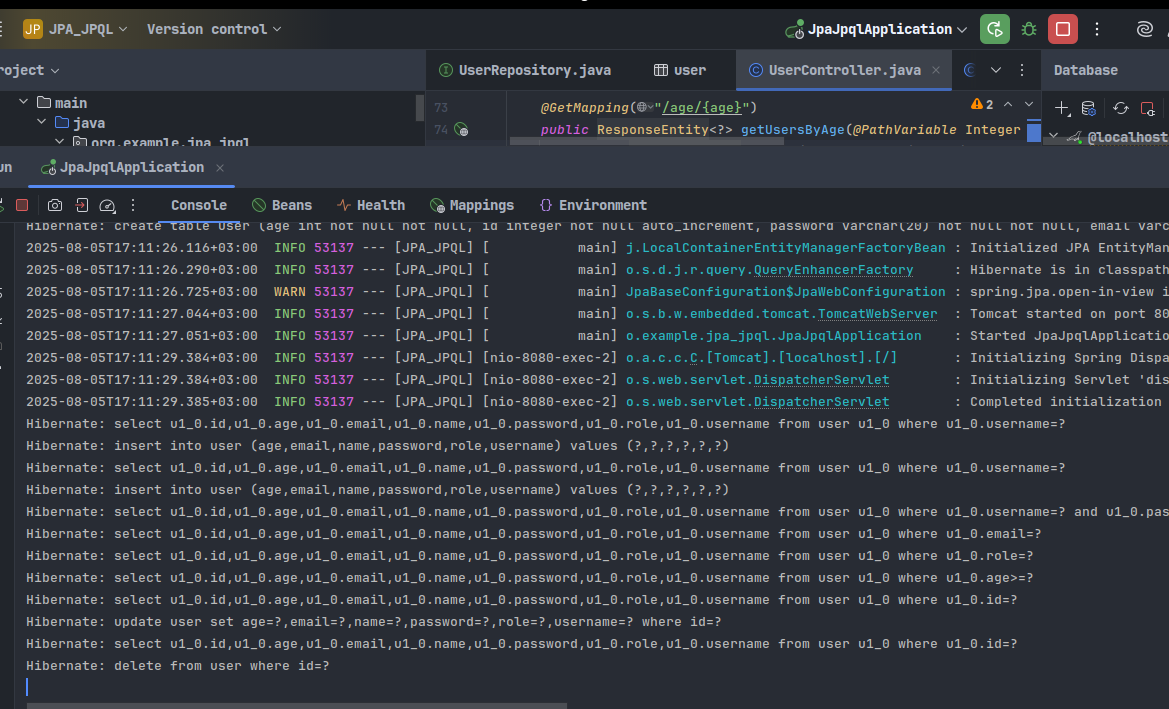 JP JPA_JPQL Version control JpaJpqlApplication
roject UserRepository.java user UserController.java Database
main
java
org.example.jpa_jpql
73 @GetMapping("/age/{age}") 2
74 public ResponseEntity<?> getUsersByAge(@PathVariable Integer
@localhost
un JpaJpqlApplication
Console Beans Health Mappings Environment
Hibernate: create table user (age int not null not null, id integer not null auto_increment, password varchar(20) not null not null, email varc
2025-08-05T17:11:26.116+03:00 INFO 53137 --- [JPA_JPQL] [ main] j.LocalContainerEntityManagerFactoryBean : Initialized JPA EntityMan
2025-08-05T17:11:26.290+03:00 INFO 53137 --- [JPA_JPQL] [ main] o.s.d.j.r.query.QueryEnhancerFactory : Hibernate is in classpath
2025-08-05T17:11:26.725+03:00 WARN 53137 --- [JPA_JPQL] [ main] JpaBaseConfiguration$JpaWebConfiguration : spring.jpa.open-in-view i
2025-08-05T17:11:27.044+03:00 INFO 53137 --- [JPA_JPQL] [ main] o.s.b.w.embedded.tomcat.TomcatWebServer : Tomcat started on port 80
2025-08-05T17:11:27.051+03:00 INFO 53137 --- [JPA_JPQL] [ main] o.example.jpa_jpql.JpaJpqlApplication : Started JpaJpqlApplicatio
2025-08-05T17:11:29.384+03:00 INFO 53137 --- [JPA_JPQL] [nio-8080-exec-2] o.a.c.c.C.[Tomcat].[localhost].[/] : Initializing Spring Dispa
2025-08-05T17:11:29.384+03:00 INFO 53137 --- [JPA_JPQL] [nio-8080-exec-2] o.s.web.servlet.DispatcherServlet : Initializing Servlet 'dis
2025-08-05T17:11:29.385+03:00 INFO 53137 --- [JPA_JPQL] [nio-8080-exec-2] o.s.web.servlet.DispatcherServlet : Completed initialization
Hibernate: select u1_0.id,u1_0.age,u1_0.email,u1_0.name,u1_0.password,u1_0.role,u1_0.username from user u1_0 where u1_0.username=?
Hibernate: insert into user (age,email,name,password,role,username) values (?,?,?,?,?,?)
Hibernate: select u1_0.id,u1_0.age,u1_0.email,u1_0.name,u1_0.password,u1_0.role,u1_0.username from user u1_0 where u1_0.username=?
Hibernate: insert into user (age,email,name,password,role,username) values (?,?,?,?,?,?)
Hibernate: select u1_0.id,u1_0.age,u1_0.email,u1_0.name,u1_0.password,u1_0.role,u1_0.username from user u1_0 where u1_0.username=? and u1_0.pas
Hibernate: select u1_0.id,u1_0.age,u1_0.email,u1_0.name,u1_0.password,u1_0.role,u1_0.username from user u1_0 where u1_0.email=?
Hibernate: select u1_0.id,u1_0.age,u1_0.email,u1_0.name,u1_0.password,u1_0.role,u1_0.username from user u1_0 where u1_0.role=?
Hibernate: select u1_0.id,u1_0.age,u1_0.email,u1_0.name,u1_0.password,u1_0.role,u1_0.username from user u1_0 where u1_0.age>=?
Hibernate: select u1_0.id,u1_0.age,u1_0.email,u1_0.name,u1_0.password,u1_0.role,u1_0.username from user u1_0 where u1_0.id=?
Hibernate: update user set age=?,email=?,name=?,password=?,role=?,username=? where id=?
Hibernate: select u1_0.id,u1_0.age,u1_0.email,u1_0.name,u1_0.password,u1_0.role,u1_0.username from user u1_0 where u1_0.id=?
Hibernate: delete from user where id=?